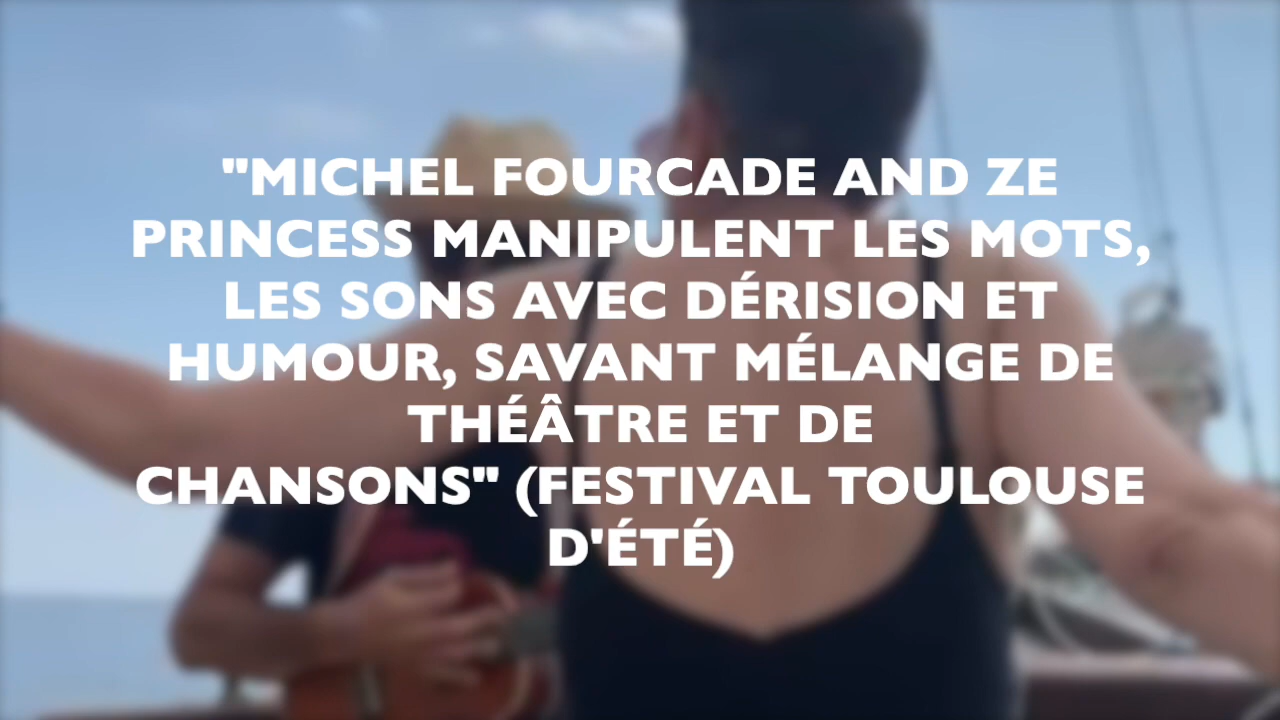 "MICHEL FOURCADE AND ZE
PRINCESS MANIPULENT LES MOTS,
LES SONS AVEC DÉRISION ET
HUMOUR, SAVANT MÉLANGE DE
THÉÂTRE ET DE
CHANSONS" (FESTIVAL TOULOUSE
D'ÉTÉ)